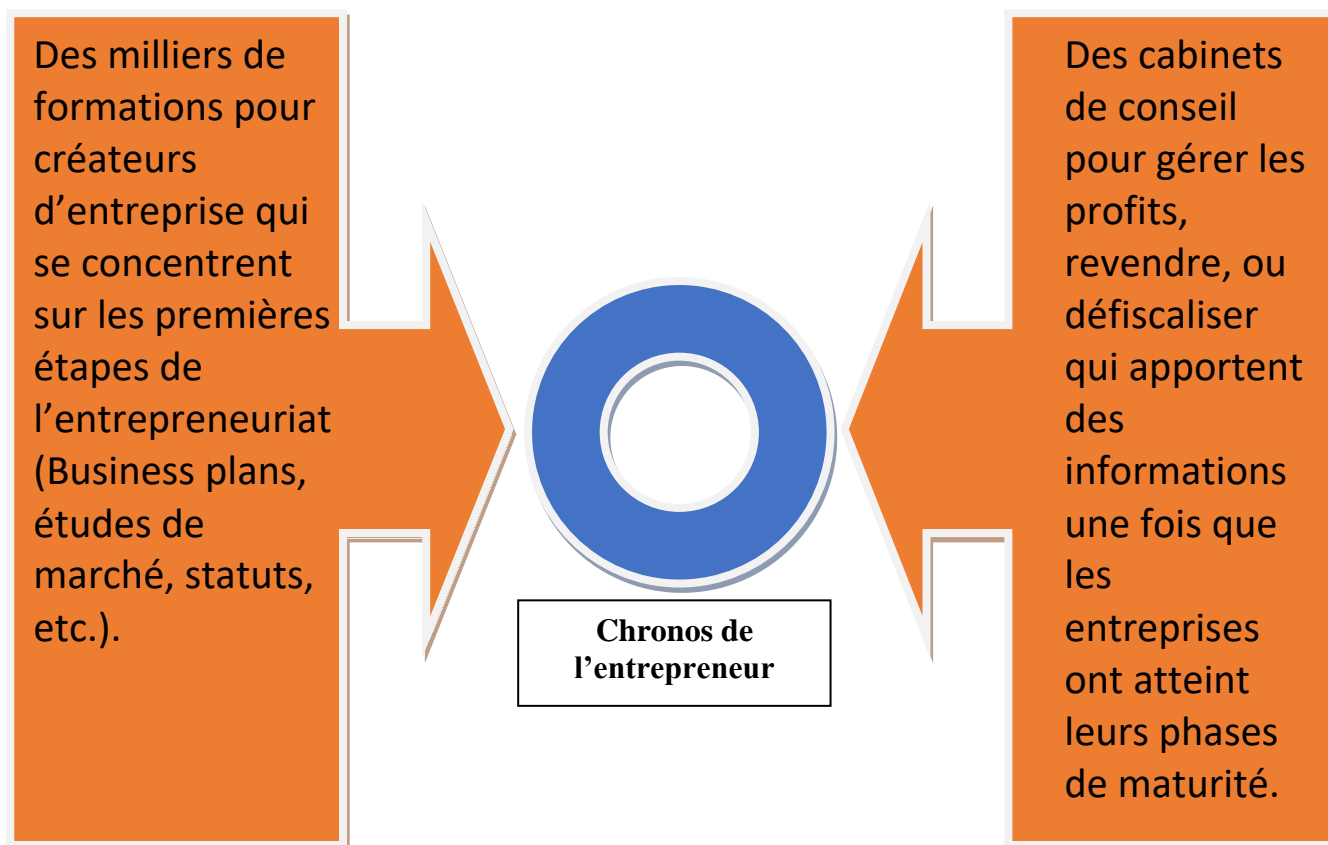 Des milliers de
formations pour
créateurs
d’entreprise qui
se concentrent
sur les premières
étapes de
l’entrepreneuriat
(Business plans,
études de
marché, statuts,
etc.).
Chronos de
l’entrepreneur
Des cabinets
de conseil
pour gérer les
profits,
revendre, ou
défiscaliser
qui apportent
des
informations
une fois que
les
entreprises
ont atteint
leurs phases
de maturité.